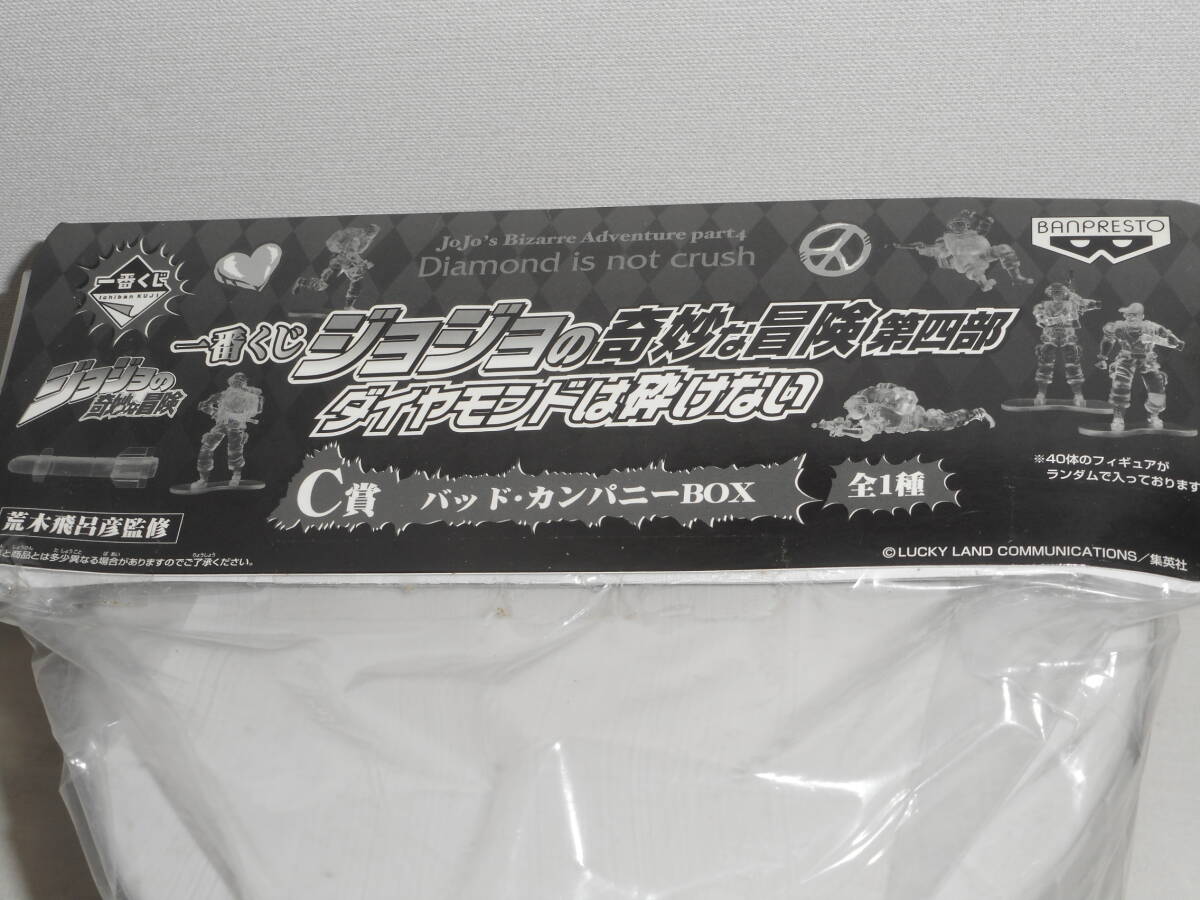 一番くじ
Ichiban KUJI
JoJo's Bizarre Adventure part4
Diamond is not crush
BANPRESTO
一番くじ ジョジョの奇妙な冒険 第四部
ダイヤモンドは砕けない
ジョジョの
奇妙な冒険
C賞 バッド・カンパニーBOX 全1種
※40体のフィギュアが
ランダムで入っております
荒木飛呂彦監修
と商品とは多少異なる場合がありますのでご了承ください。
©LUCKY LAND COMMUNICATIONS/集英社